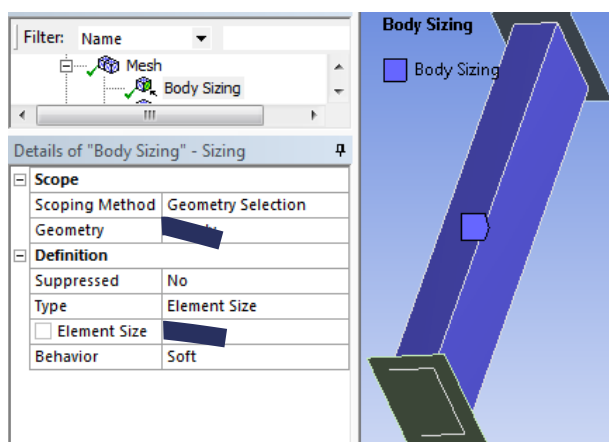 Filter: Name
Mesh
Body Sizing
Details of "Body Sizing" - Sizing
Scope
Scoping Method Geometry Selection
Geometry
Definition
Suppressed No
Type Element Size
Element Size
Behavior Soft
Body Sizing
Body Sizing